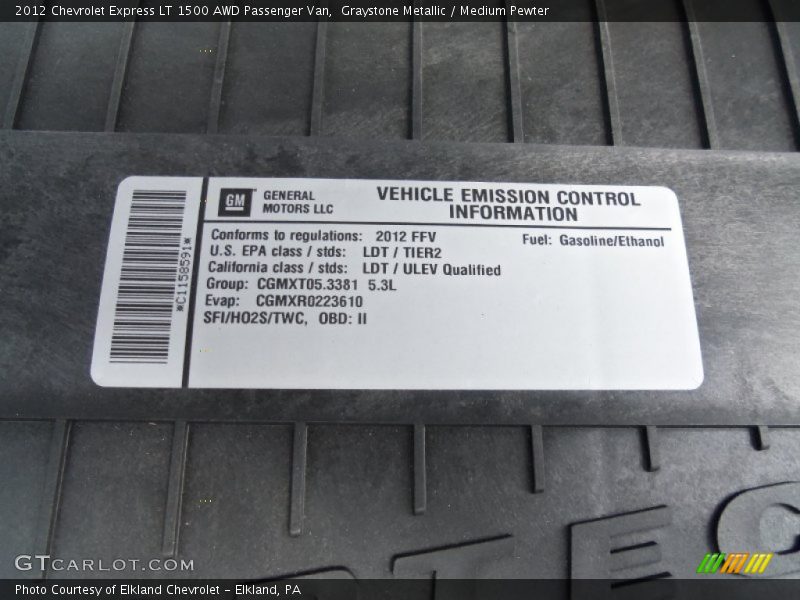 2012 Chevrolet Express LT 1500 AWD Passenger Van,  Graystone Metallic / Medium Pewter
GM GENERAL MOTORS LLC
VEHICLE EMISSION CONTROL
INFORMATION
Conforms to regulations: 2012 FFV
Fuel: Gasoline/Ethanol
U.S. EPA class / stds: LDT / TIER2
California class / stds: LDT / ULEV Qualified
Group: CGMXT05.3381 5.3L
Evap: CGMXR0223610
SFI/HO2S/TWC, OBD: II
*C1158591*
GTCARLOT.COM
Photo Courtesy of Elkland Chevrolet – Elkland, PA